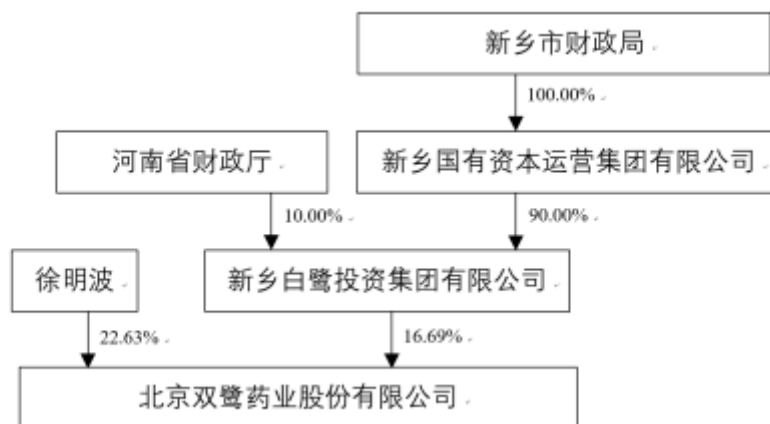 新乡市财政局
100.00%
河南省财政厅
新乡国有资本运营集团有限公司
10.00%
90.00%
徐明波
新乡白鹭投资集团有限公司
22.63%
16.69%
北京双鹭药业股份有限公司